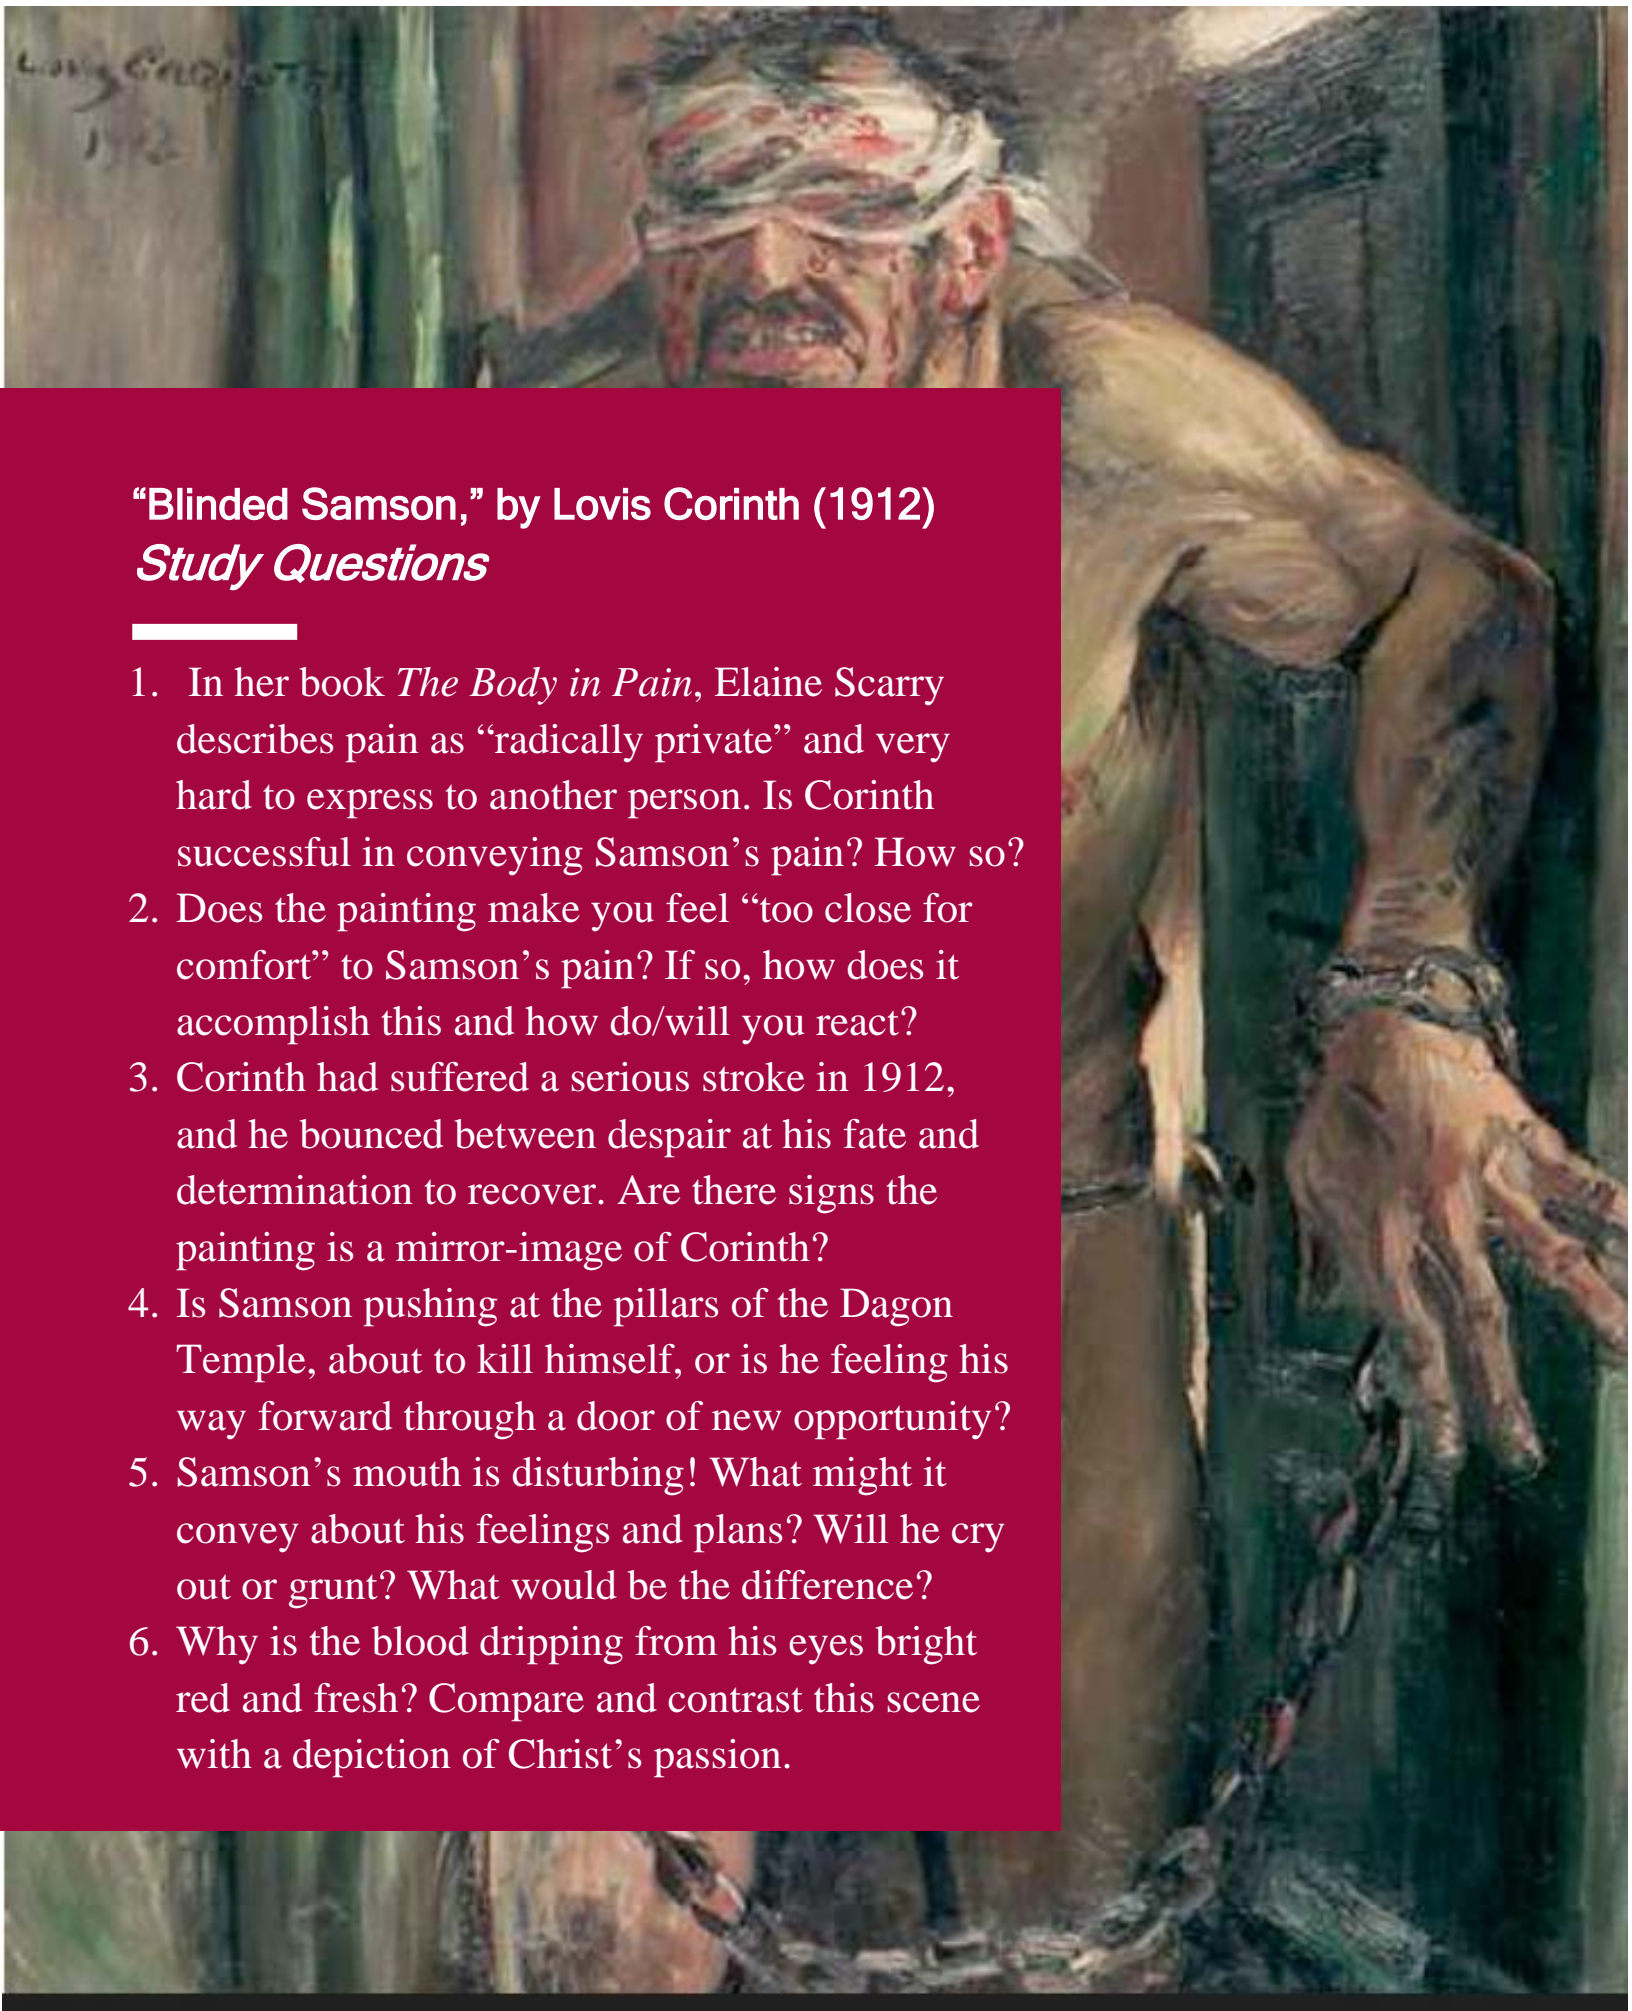 Lovis Corinth
1912
“Blinded Samson,” by Lovis Corinth (1912)
Study Questions
1. In her book The Body in Pain, Elaine Scarry
describes pain as “radically private” and very
hard to express to another person. Is Corinth
successful in conveying Samson’s pain? How so?
2. Does the painting make you feel “too close for
comfort” to Samson’s pain? If so, how does it
accomplish this and how do/will you react?
3. Corinth had suffered a serious stroke in 1912,
and he bounced between despair at his fate and
determination to recover. Are there signs the
painting is a mirror-image of Corinth?
4. Is Samson pushing at the pillars of the Dagon
Temple, about to kill himself, or is he feeling his
way forward through a door of new opportunity?
5. Samson’s mouth is disturbing! What might it
convey about his feelings and plans? Will he cry
out or grunt? What would be the difference?
6. Why is the blood dripping from his eyes bright
red and fresh? Compare and contrast this scene
with a depiction of Christ’s passion.